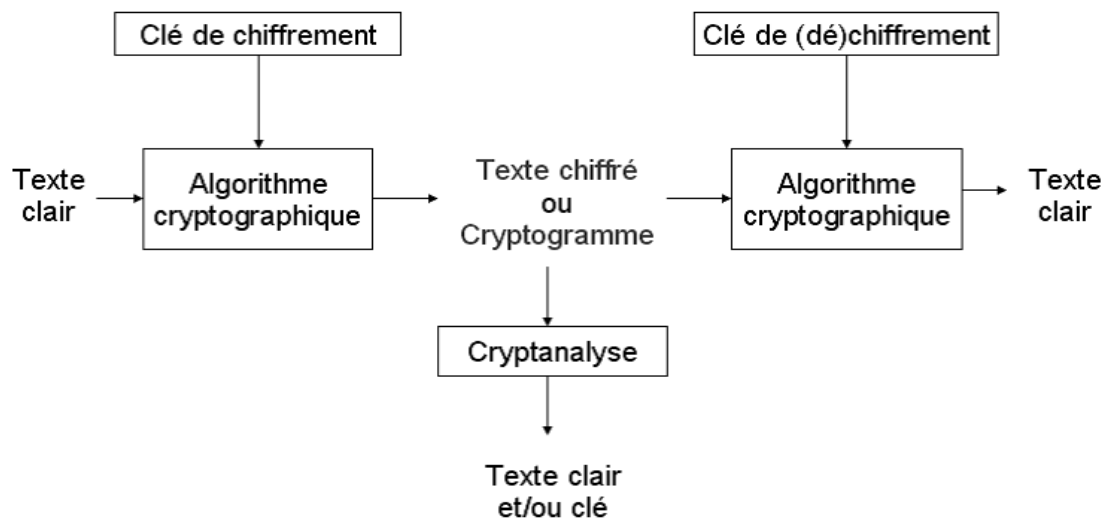 Clé de chiffrement
Clé de (dé)chiffrement
Texte
clair
Algorithme
cryptographique
Texte chiffré
ou
Cryptogramme
Algorithme
cryptographique
Texte
clair
Cryptanalyse
Texte clair
et/ou clé